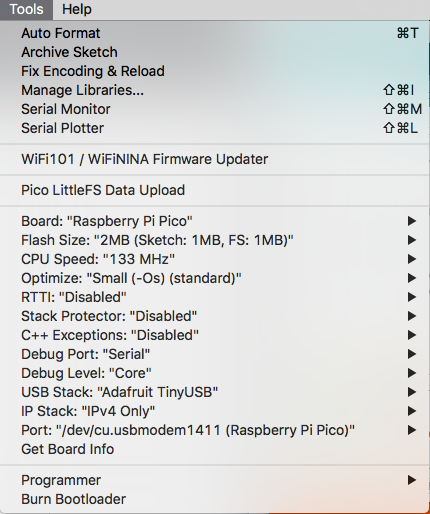 Tools Help
Auto Format ⌘T
Archive Sketch
Fix Encoding & Reload
Manage Libraries... ⇧⌘I
Serial Monitor ⇧⌘M
Serial Plotter ⇧⌘L
WiFi101 / WiFiNINA Firmware Updater
Pico LittleFS Data Upload
Board: "Raspberry Pi Pico" ▶
Flash Size: "2MB (Sketch: 1MB, FS: 1MB)" ▶
CPU Speed: "133 MHz" ▶
Optimize: "Small (-Os) (standard)" ▶
RTTI: "Disabled" ▶
Stack Protector: "Disabled" ▶
C++ Exceptions: "Disabled" ▶
Debug Port: "Serial" ▶
Debug Level: "Core" ▶
USB Stack: "Adafruit TinyUSB" ▶
IP Stack: "IPv4 Only" ▶
Port: "/dev/cu.usbmodem1411 (Raspberry Pi Pico)" ▶
Get Board Info
Programmer ▶
Burn Bootloader